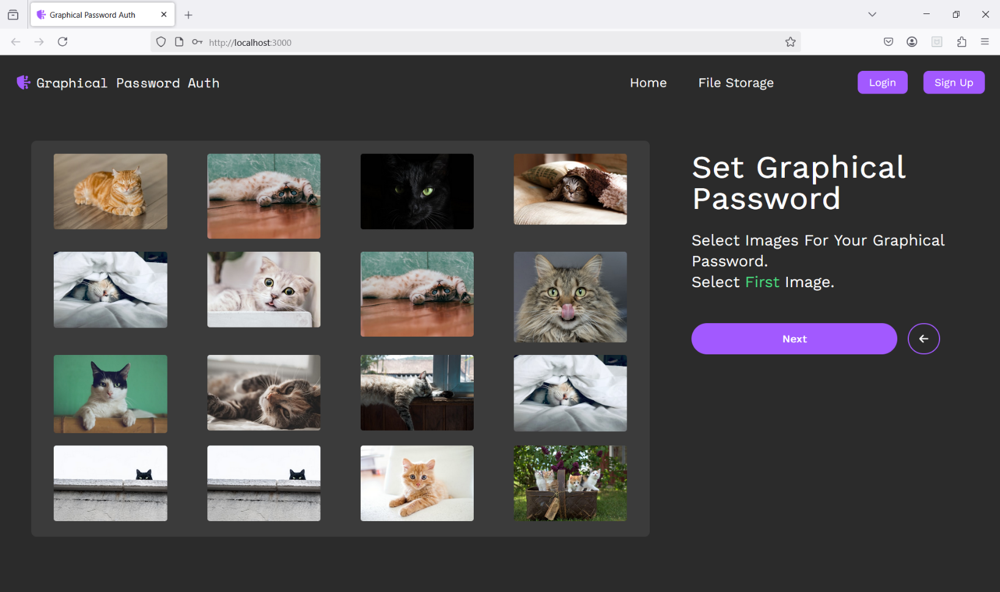 Graphical Password Auth
http://localhost:3000
Graphical Password Auth
Home
File Storage
Login
Sign Up
Set Graphical
Password
Select Images For Your Graphical
Password.
Select First Image.
Next